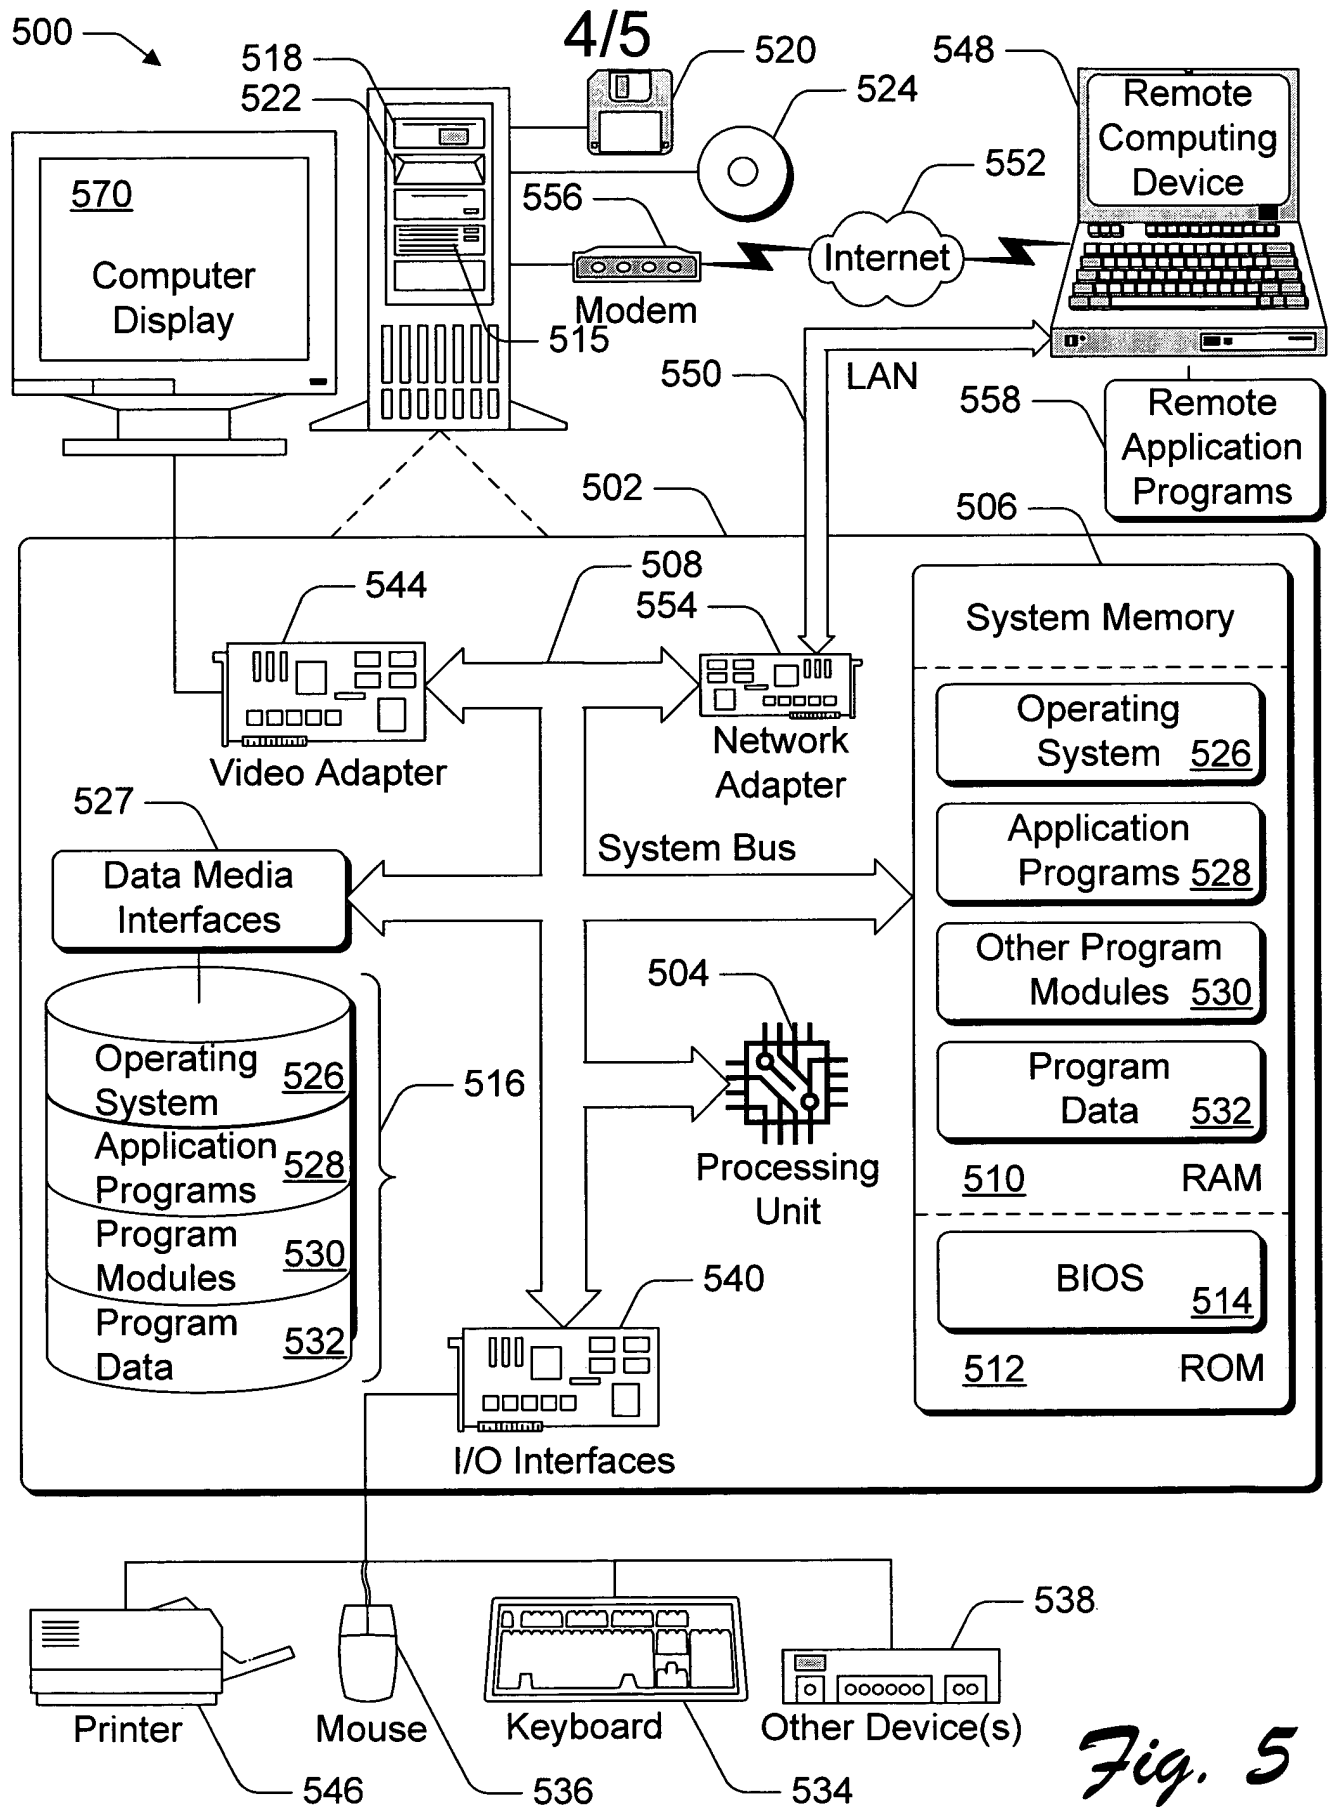 500
518
522
4/5
520
524
548
Remote
Computing
Device
552
556
Internet
Modem
570
Computer
Display
515
550
LAN
558
Remote
Application
Programs
502
506
508
544
554
System Memory
Operating
System 526
Application
Programs 528
Other Program
Modules 530
Program
Data 532
510 RAM
BIOS
514
512 ROM
Video Adapter
Network
Adapter
527
Data Media
Interfaces
System Bus
504
Processing
Unit
516
Operating
System 526
Application
Programs 528
Program
Modules 530
Program
Data 532
540
I/O Interfaces
538
Printer
Mouse
Keyboard
Other Device(s)
546
536
534
Fig. 5